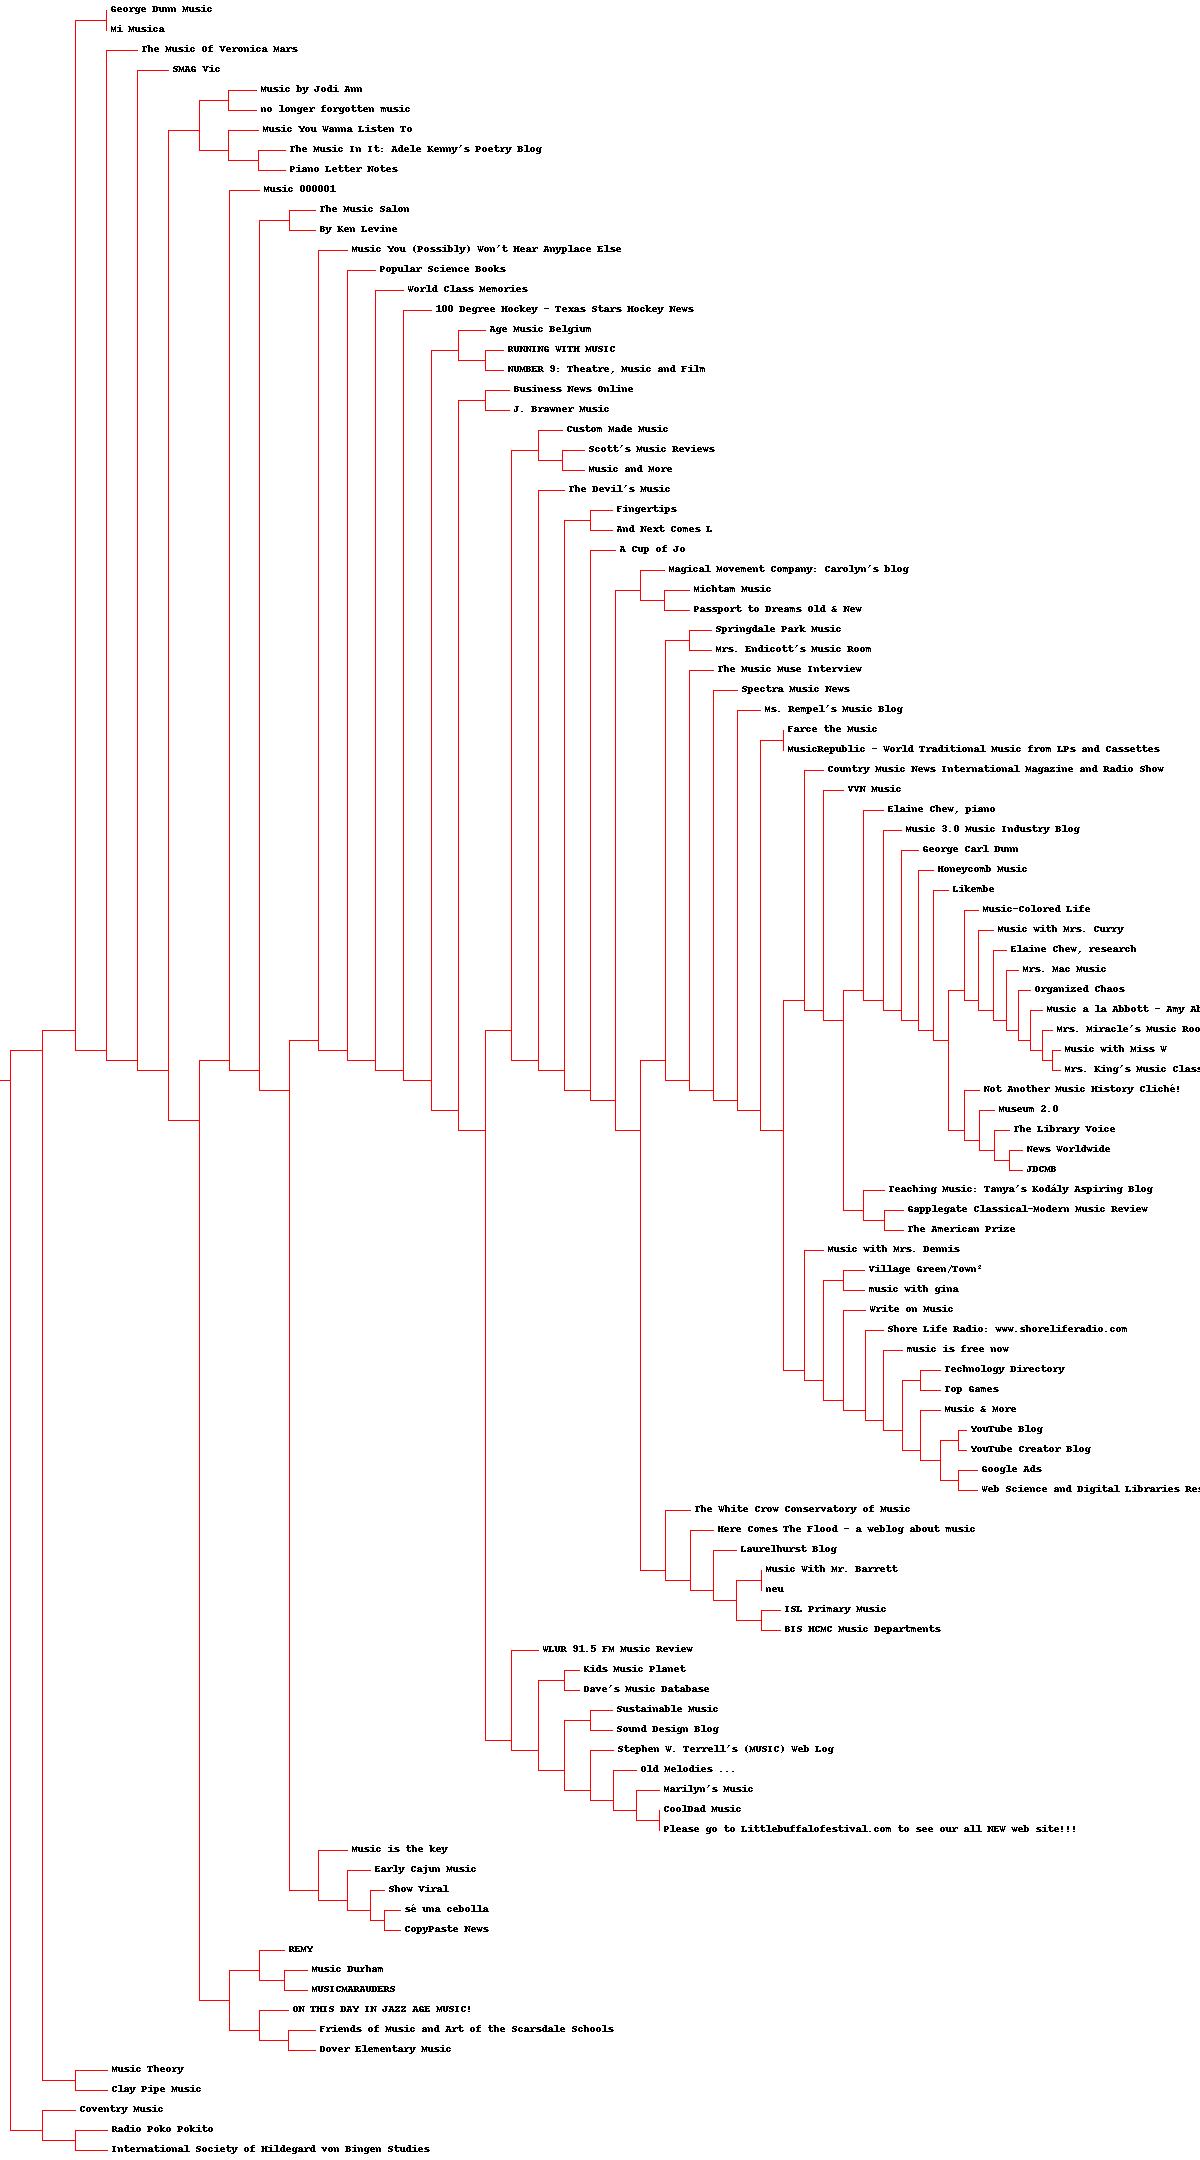 George Dunn Music
Mi Musica
The Music Of Veronica Mars
SMAG Vic
Music by Jodi Ann
no longer forgotten music
Music You Wanna Listen To
The Music In It: Adele Kenny's Poetry Blog
Piano Letter Notes
Music 000001
The Music Salon
By Ken Levine
Music You (Possibly) Won't Hear Anyplace Else
Popular Science Books
World Class Memories
100 Degree Hockey - Texas Stars Hockey News
Age Music Belgium
RUNNING WITH MUSIC
NUMBER 9: Theatre, Music and Film
Business News Online
J. Brawner Music
Custom Made Music
Scott's Music Reviews
Music and More
The Devil's Music
Fingertips
And Next Comes L
A Cup of Jo
Magical Movement Company: Carolyn's blog
Michtam Music
Passport to Dreams Old & New
Springdale Park Music
Mrs. Endicott's Music Room
The Music Muse Interview
Spectra Music News
Ms. Rempel's Music Blog
Farce the Music
MusicRepublic - World Traditional Music from LPs and Cassettes
Country Music News International Magazine and Radio Show
VVN Music
Elaine Chew, piano
Music 3.0 Music Industry Blog
George Carl Dunn
Honeycomb Music
Likembe
Music-Colored Life
Music with Mrs. Curry
Elaine Chew, research
Mrs. Mac Music
Organized Chaos
Music a la Abbott - Amy Ab
Mrs. Miracle's Music Roo
Music with Miss W
Mrs. King's Music Class
Not Another Music History Cliché!
Museum 2.0
The Library Voice
News Worldwide
JDCMB
Teaching Music: Tanya's Kodály Aspiring Blog
Gapplegate Classical-Modern Music Review
The American Prize
Music with Mrs. Dennis
Village Green/Town²
music with gina
Write on Music
Shore Life Radio: www.shoreliferadio.com
music is free now
Technology Directory
Top Games
Music & More
YouTube Blog
YouTube Creator Blog
Google Ads
Web Science and Digital Libraries Res
The White Crow Conservatory of Music
Here Comes The Flood - a weblog about music
Laurelhurst Blog
Music With Mr. Barrett
neu
ISL Primary Music
BIS HCMC Music Departments
WLUR 91.5 FM Music Review
Kids Music Planet
Dave's Music Database
Sustainable Music
Sound Design Blog
Stephen W. Terrell's (MUSIC) Web Log
Old Melodies ...
Marilyn's Music
CoolDad Music
Please go to Littlebuffalofestival.com to see our all NEW web site!!!
Music is the key
Early Cajun Music
Show Viral
sé una cebolla
CopyPaste News
REMY
Music Durham
MUSICMARAUDERS
ON THIS DAY IN JAZZ AGE MUSIC!
Friends of Music and Art of the Scarsdale Schools
Dover Elementary Music
Music Theory
Clay Pipe Music
Coventry Music
Radio Poko Pokito
International Society of Hildegard von Bingen Studies